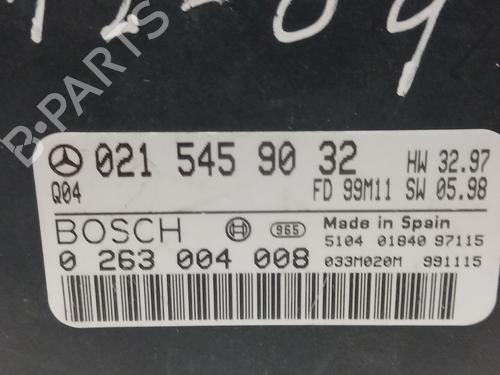 B-PARTS
021 545 90 32 HW 32.97
Q04 FD 99M11 SW 05.98
BOSCH 965 Made in Spain
5104 01840 97115
0 263 004 008 033M020M 991115